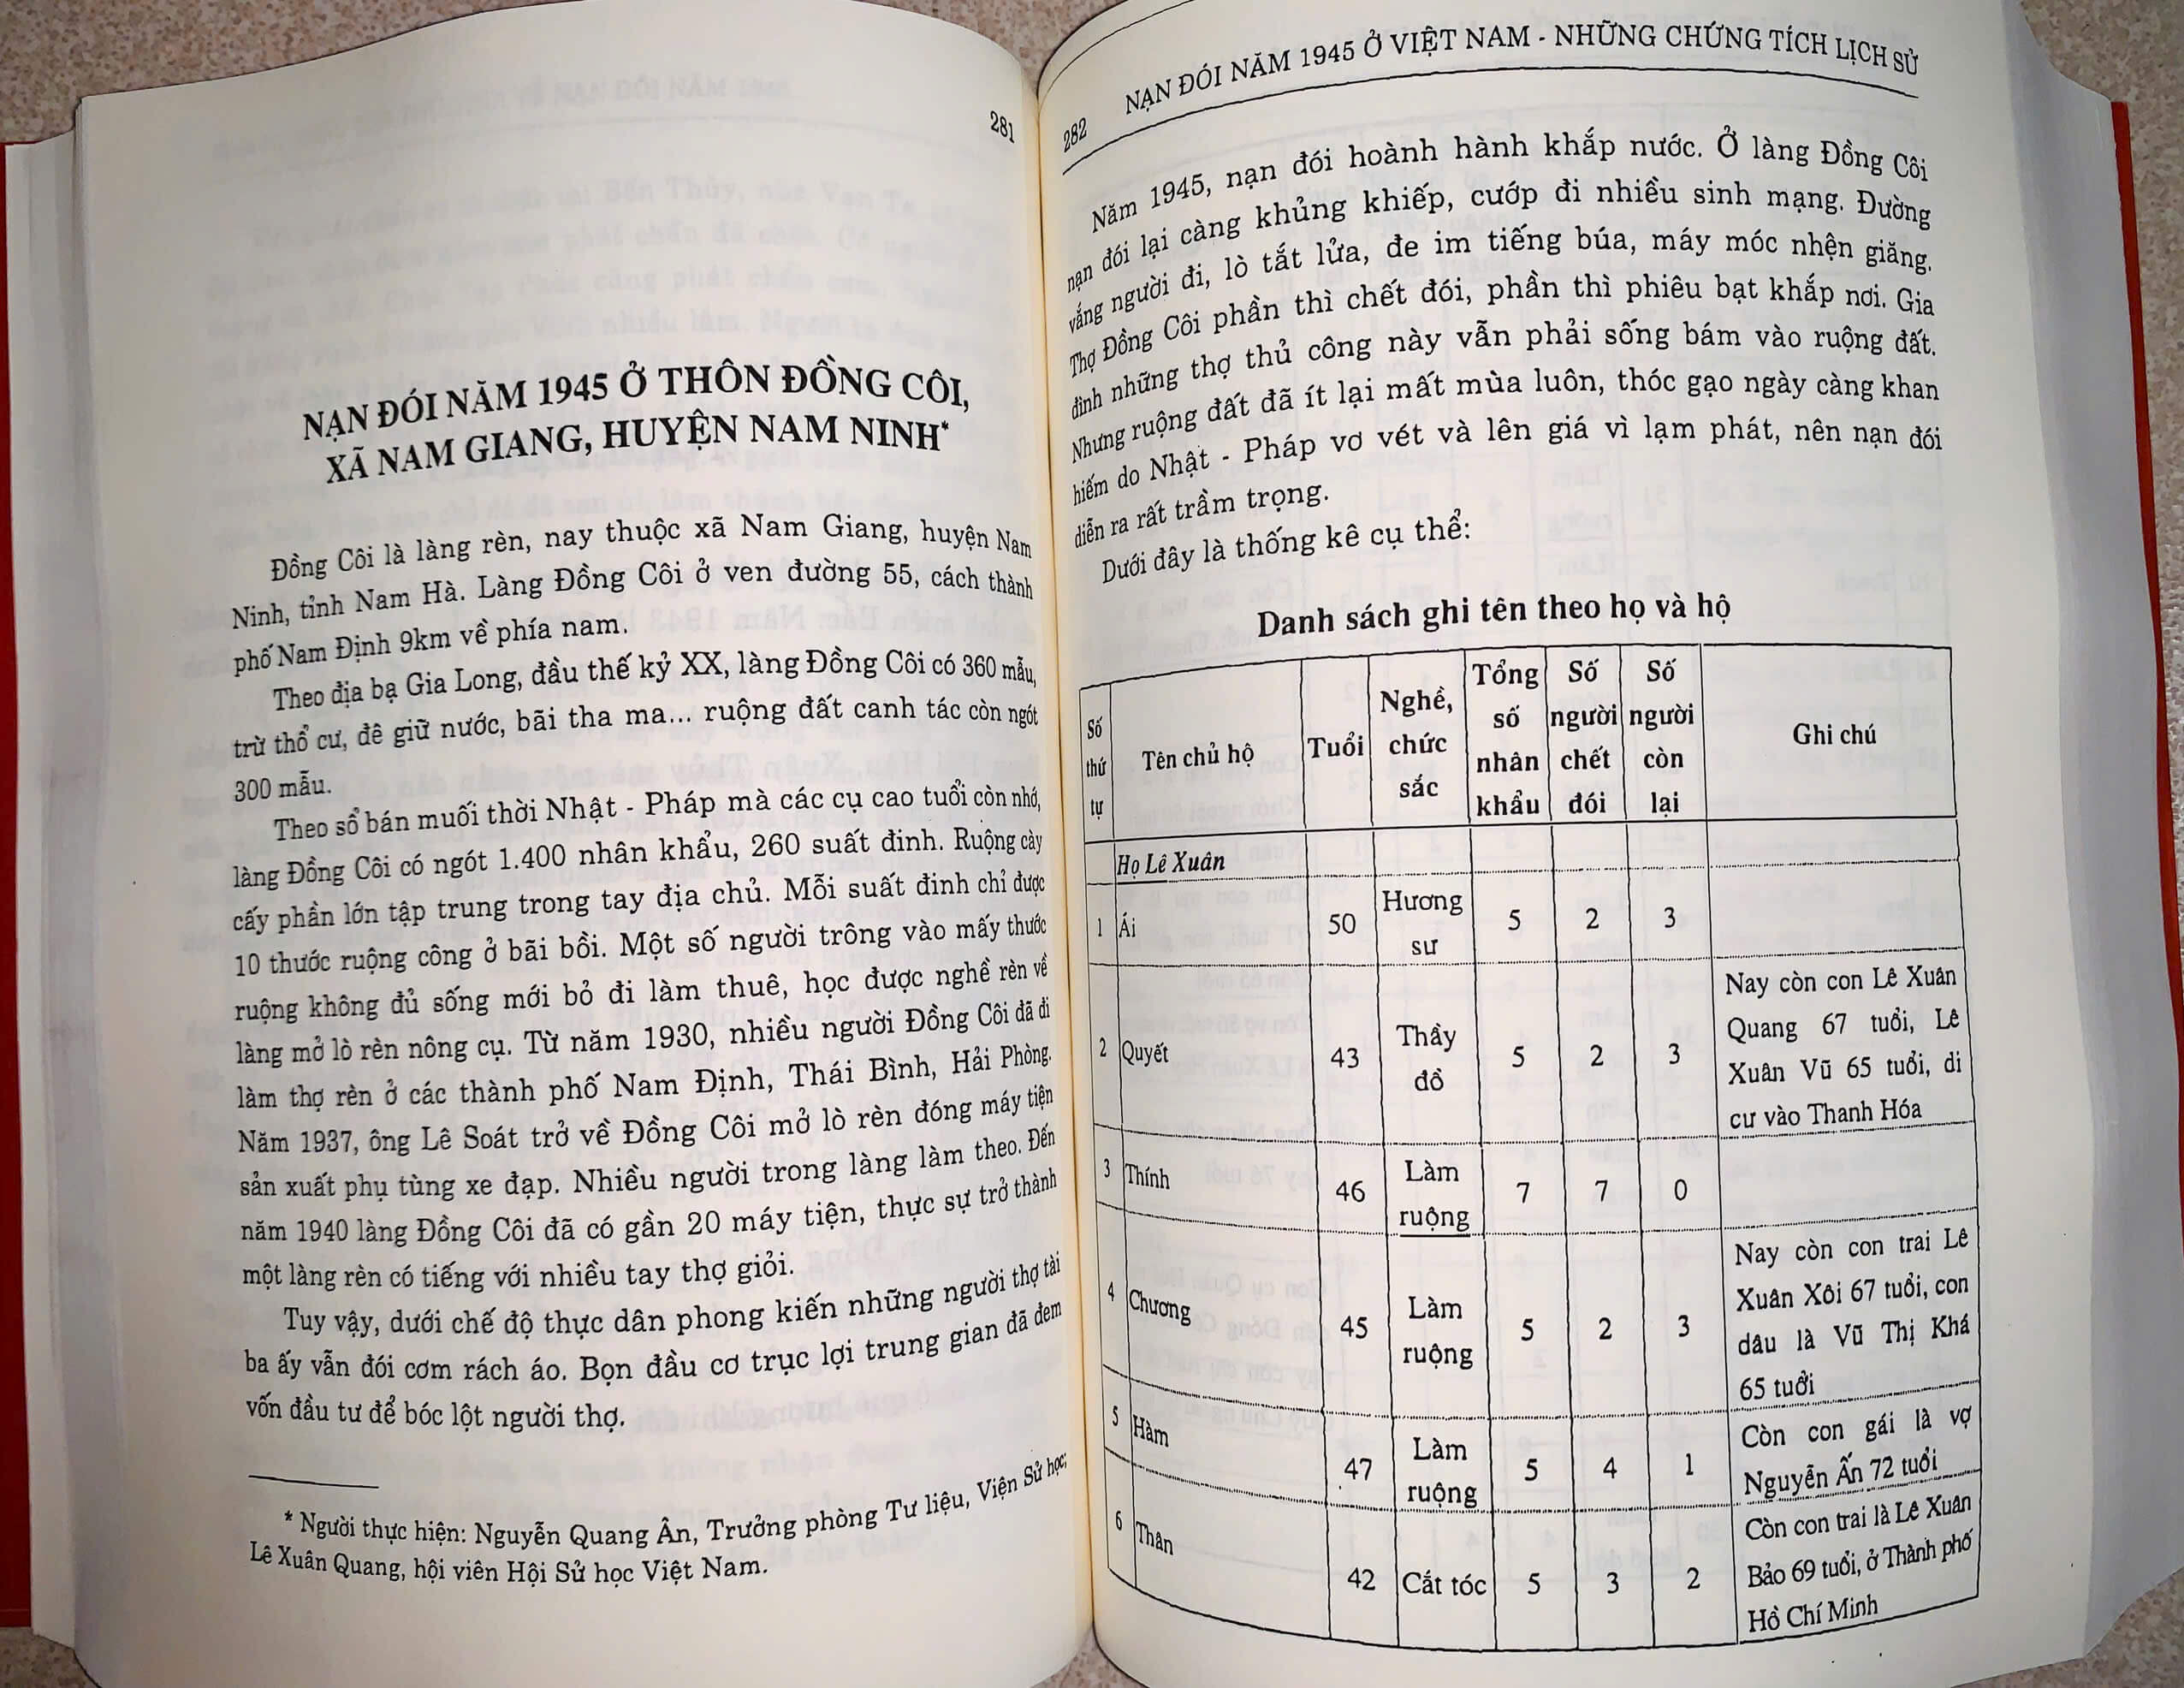 281
NẠN ĐÓI NĂM 1945 Ở THÔN ĐỒNG CÔI,
XÃ NAM GIANG, HUYỆN NAM NINH*
Đồng Côi là làng rèn, nay thuộc xã Nam Giang, huyện Nam
Ninh, tỉnh Nam Hà. Làng Đồng Côi ở ven đường 55, cách thành
phố Nam Định 9km về phía nam.
Theo địa bạ Gia Long, đầu thế kỷ XX, làng Đồng Côi có 360 mẫu,
trừ thổ cư, đê giữ nước, bãi tha ma... ruộng đất canh tác còn ngót
300 mẫu.
Theo sổ bán muối thời Nhật - Pháp mà các cụ cao tuổi còn nhớ,
làng Đồng Côi có ngót 1.400 nhân khẩu, 260 suất đinh. Ruộng cày
cấy phần lớn tập trung trong tay địa chủ. Mỗi suất đinh chỉ được
10 thước ruộng công ở bãi bồi. Một số người trông vào mấy thước
ruộng không đủ sống mới bỏ đi làm thuê, học được nghề rèn về
làng mở lò rèn nông cụ. Từ năm 1930, nhiều người Đồng Côi đã đi
làm thợ rèn ở các thành phố Nam Định, Thái Bình, Hải Phòng.
Năm 1937, ông Lê Soát trở về Đồng Côi mở lò rèn đóng máy tiện
sản xuất phụ tùng xe đạp. Nhiều người trong làng làm theo. Đến
năm 1940 làng Đồng Côi đã có gần 20 máy tiện, thực sự trở thành
một làng rèn có tiếng với nhiều tay thợ giỏi.
Tuy vậy, dưới chế độ thực dân phong kiến những người thợ tài
ba ấy vẫn đói cơm rách áo. Bọn đầu cơ trục lợi trung gian đã đem
vốn đầu tư để bóc lột người thợ.
* Người thực hiện: Nguyễn Quang Ân, Trưởng phòng Tư liệu, Viện Sử học;
Lê Xuân Quang, hội viên Hội Sử học Việt Nam.
282 NẠN ĐÓI NĂM 1945 Ở VIỆT NAM - NHỮNG CHỨNG TÍCH LỊCH SỬ
Năm 1945, nạn đói hoành hành khắp nước. Ở làng Đồng Côi
nạn đói lại càng khủng khiếp, cướp đi nhiều sinh mạng. Đường
vắng người đi, lò tắt lửa, đe im tiếng búa, máy móc nhện giăng.
Thợ Đồng Côi phần thì chết đói, phần thì phiêu bạt khắp nơi. Gia
đình những thợ thủ công này vẫn phải sống bám vào ruộng đất.
Nhưng ruộng đất đã ít lại mất mùa luôn, thóc gạo ngày càng khan
hiếm do Nhật - Pháp vơ vét và lên giá vì lạm phát, nên nạn đói
diễn ra rất trầm trọng.
Dưới đây là thống kê cụ thể:
Danh sách ghi tên theo họ và hộ
Số thứ tự Tên chủ hộ Tuổi Nghề, chức sắc Tổng số nhân khẩu Số người chết đói Số người còn lại Ghi chú
Họ Lê Xuân
1 Ái 50 Hương sư 5 2 3
2 Quyết 43 Thầy đồ 5 2 3 Nay còn con Lê Xuân
Quang 67 tuổi, Lê
Xuân Vũ 65 tuổi, di
cư vào Thanh Hóa
3 Thính 46 Làm ruộng 7 7 0
4 Chương 45 Làm ruộng 5 2 3 Nay còn con trai Lê
Xuân Xôi 67 tuổi, con
dâu là Vũ Thị Khá
65 tuổi
5 Hàm 47 Làm ruộng 5 4 1 Còn con gái là vợ
Nguyễn Ấn 72 tuổi
6 Thân 42 Cắt tóc 5 3 2 Còn con trai là Lê Xuân
Bảo 69 tuổi, ở Thành phố
Hồ Chí Minh